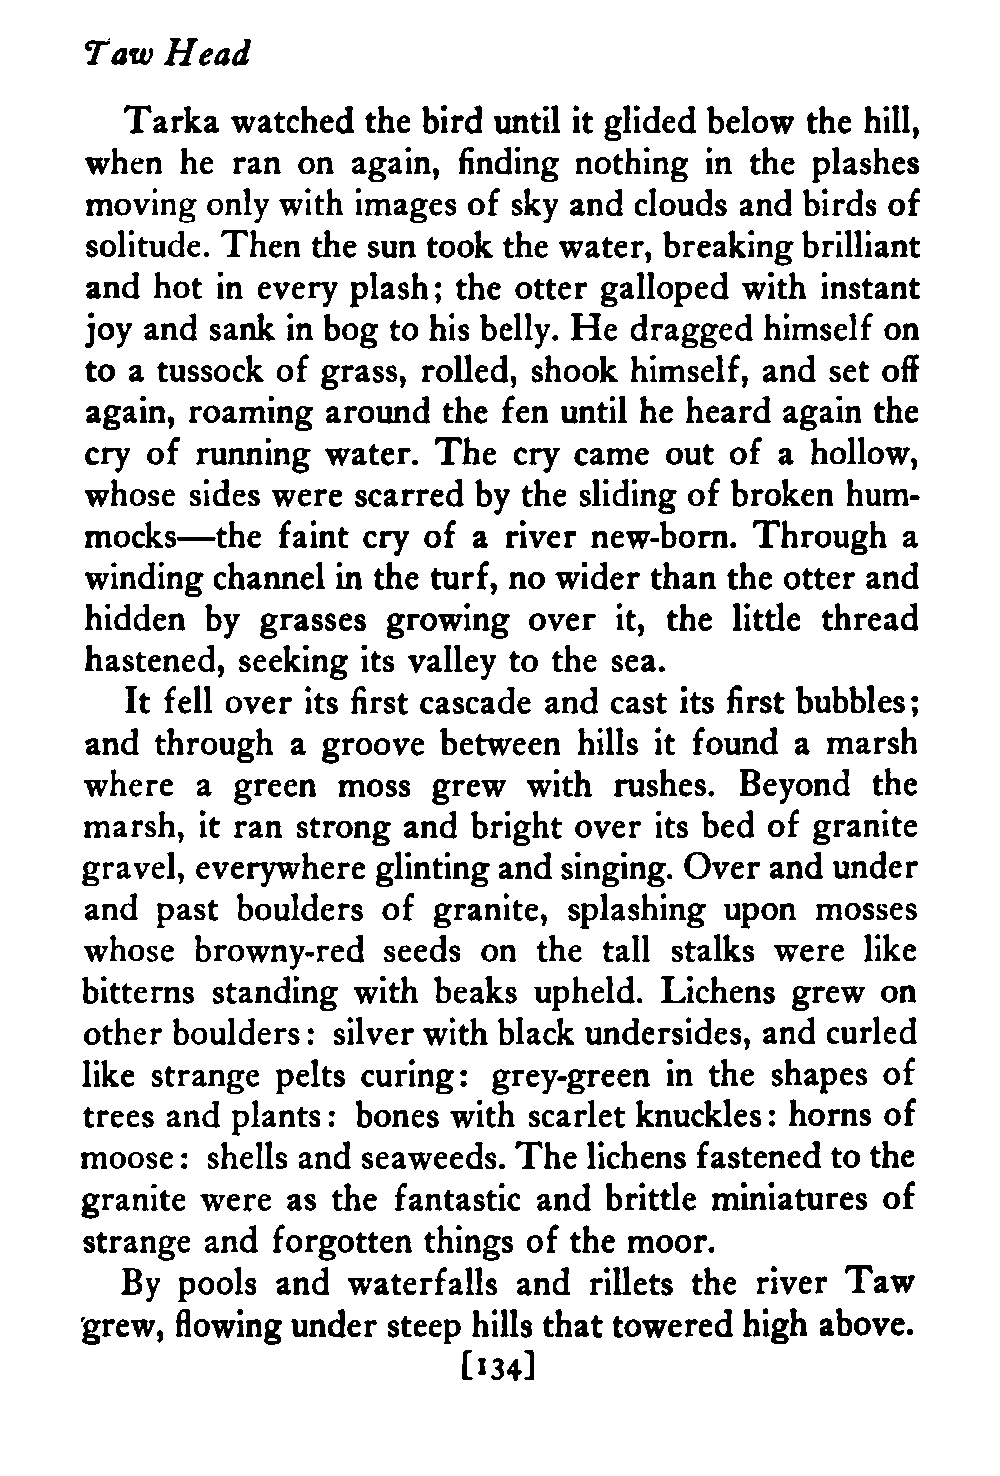 Taw Head
Tarka watched the bird until it glided below the hill,
when he ran on again, finding nothing in the plashes
moving only with images of sky and clouds and birds of
solitude. Then the sun took the water, breaking brilliant
and hot in every plash; the otter galloped with instant
joy and sank in bog to his belly. He dragged himself on
to a tussock of grass, rolled, shook himself, and set off
again, roaming around the fen until he heard again the
cry of running water. The cry came out of a hollow,
whose sides were scarred by the sliding of broken hum-
mocks—the faint cry of a river new-born. Through a
winding channel in the turf, no wider than the otter and
hidden by grasses growing over it, the little thread
hastened, seeking its valley to the sea.
It fell over its first cascade and cast its first bubbles;
and through a groove between hills it found a marsh
where a green moss grew with rushes. Beyond the
marsh, it ran strong and bright over its bed of granite
gravel, everywhere glinting and singing. Over and under
and past boulders of granite, splashing upon mosses
whose browny-red seeds on the tall stalks were like
bitterns standing with beaks upheld. Lichens grew on
other boulders: silver with black undersides, and curled
like strange pelts curing: grey-green in the shapes of
trees and plants: bones with scarlet knuckles: horns of
moose: shells and seaweeds. The lichens fastened to the
granite were as the fantastic and brittle miniatures of
strange and forgotten things of the moor.
By pools and waterfalls and rillets the river Taw
grew, flowing under steep hills that towered high above.
[134]